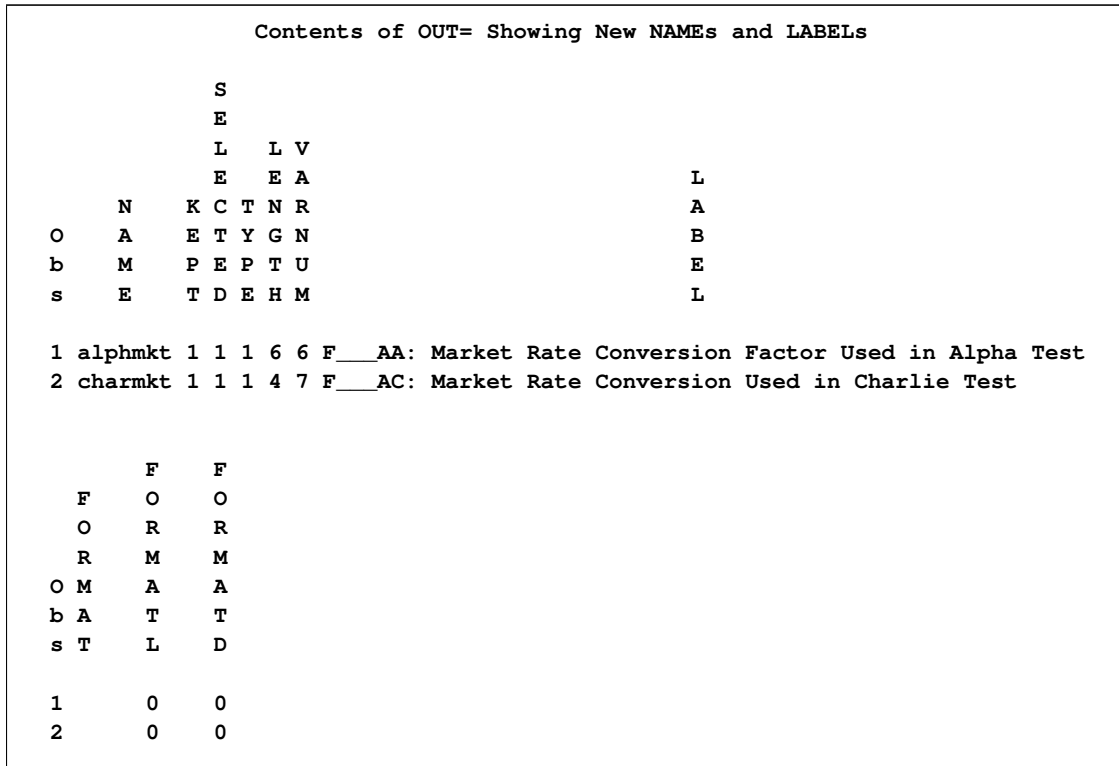 Contents of OUT= Showing New NAMEs and LABELs
S
E
L L V
E E A L
N K C T N R A
O A E T Y G N B
b M P E P T U E
s E T D E H M L
1 alphmkt 1 1 1 6 6 F___AA: Market Rate Conversion Factor Used in Alpha Test
2 charmkt 1 1 1 4 7 F___AC: Market Rate Conversion Used in Charlie Test
F F
F O O
O R R
R M M
O M A A
b A T T
s T L D
1 0 0
2 0 0